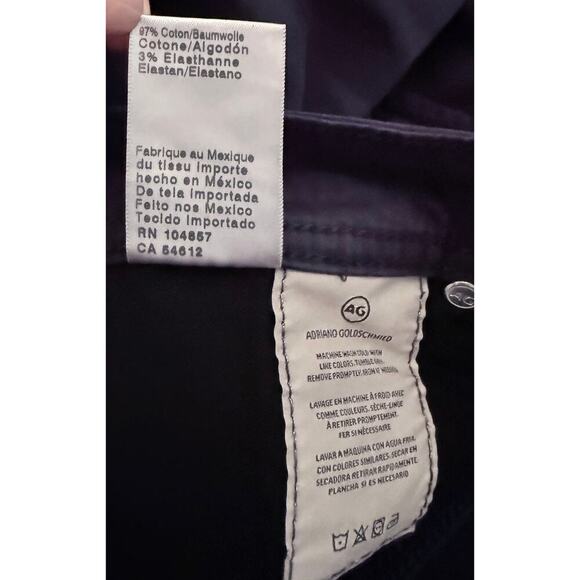 97% Coton/Baumwolle
Cotone/Algodón
3% Elasthanne
Elastan/Elastano
Fabrique au Mexique
du tissu importe
hecho en México
De tela importada
Feito nos Mexico
Tecido Importado
RN 104857
CA 54612
AG
ADRIANO GOLDSCHMIED
MACHINE WASH COLD WITH
LIKE COLORS. TUMBLE DRY.
REMOVE PROMPTLY. IRON IF NEEDED
LAVAGE EN MACHINE À FROID AVEC
COMME COULEURS. SÈCHE-LINGE
À RETIRER PROMPTEMENT.
FER SI NÉCESSAIRE
LAVAR A MAQUINA CON AGUA FRIA
CON COLORES SIMILARES. SECAR EN
SECADORA RETIRAR RAPIDAMENTE.
PLANCHA SI ES NECESARIO